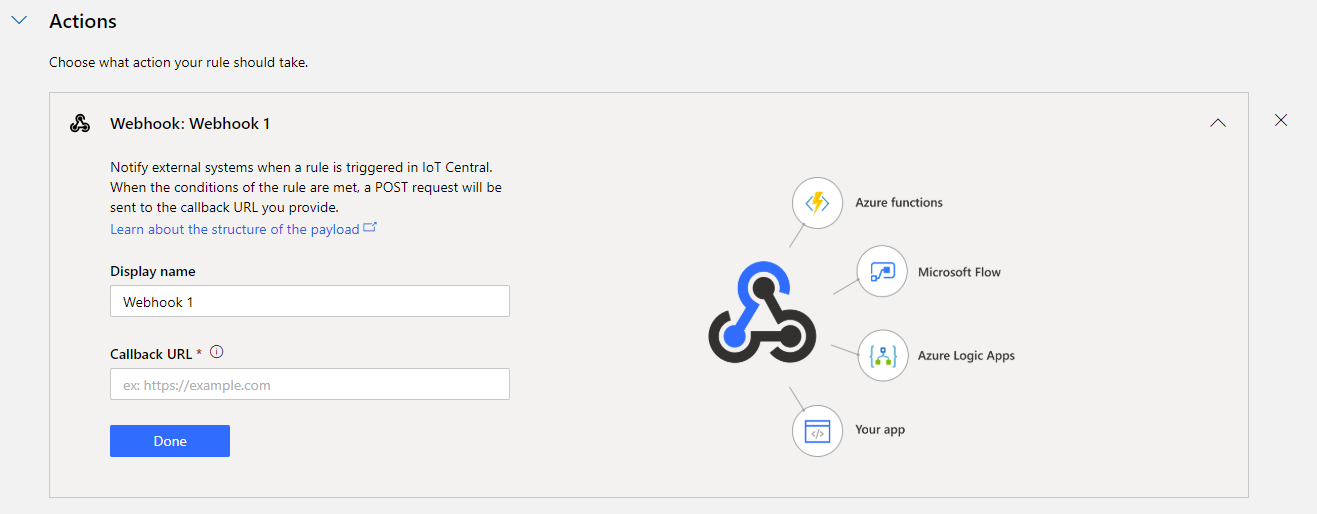 Actions
Choose what action your rule should take.
Webhook: Webhook 1
Notify external systems when a rule is triggered in IoT Central.
When the conditions of the rule are met, a POST request will be
sent to the callback URL you provide.
Learn about the structure of the payload
Display name
Webhook 1
Callback URL *
ex: https://example.com
Done
Azure functions
Microsoft Flow
Azure Logic Apps
Your app